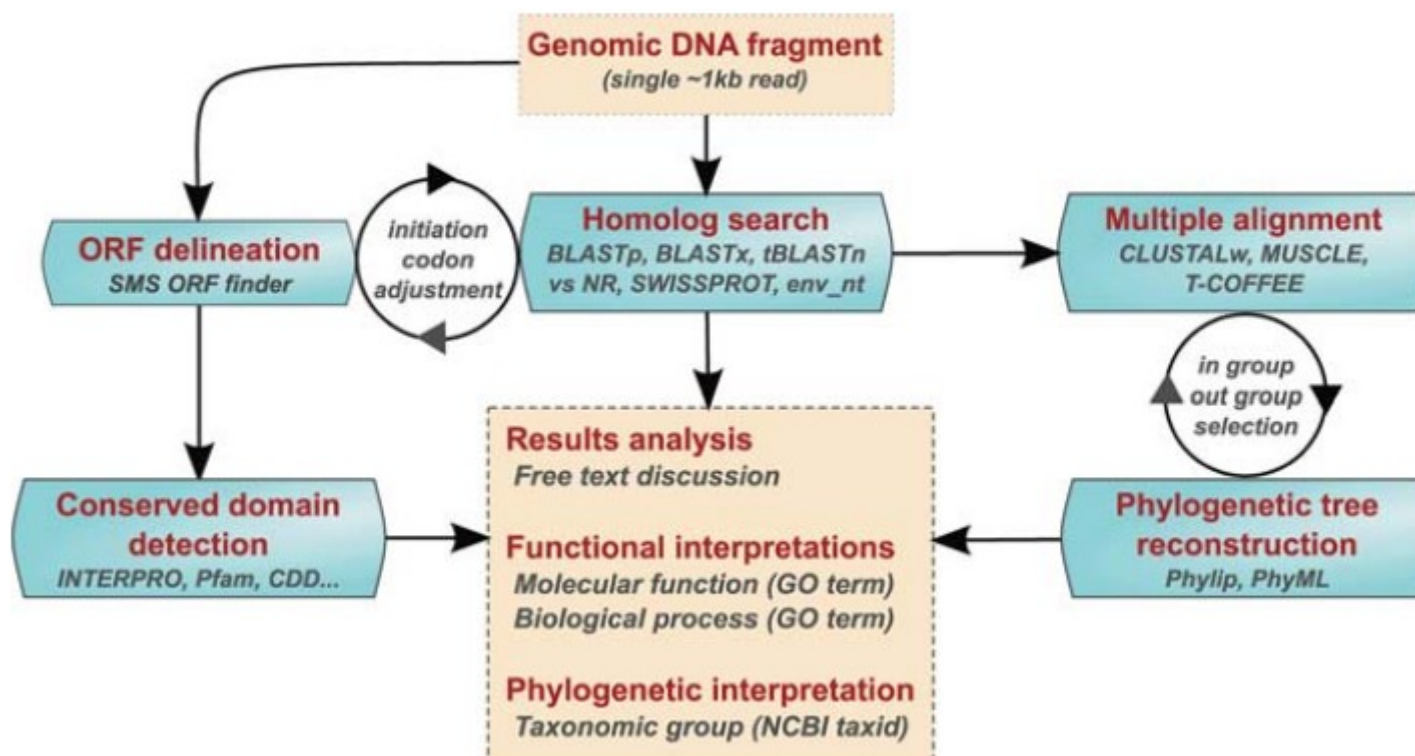 Genomic DNA fragment
(single ~1kb read)
ORF delineation
SMS ORF finder
initiation
codon
adjustment
Homolog search
BLASTp, BLASTx, tBLASTn
vs NR, SWISSPROT, env_nt
Multiple alignment
CLUSTALw, MUSCLE,
T-COFFEE
in group
out group
selection
Conserved domain
detection
INTERPRO, Pfam, CDD...
Results analysis
Free text discussion
Functional interpretations
Molecular function (GO term)
Biological process (GO term)
Phylogenetic interpretation
Taxonomic group (NCBI taxid)
Phylogenetic tree
reconstruction
Phylip, PhyML